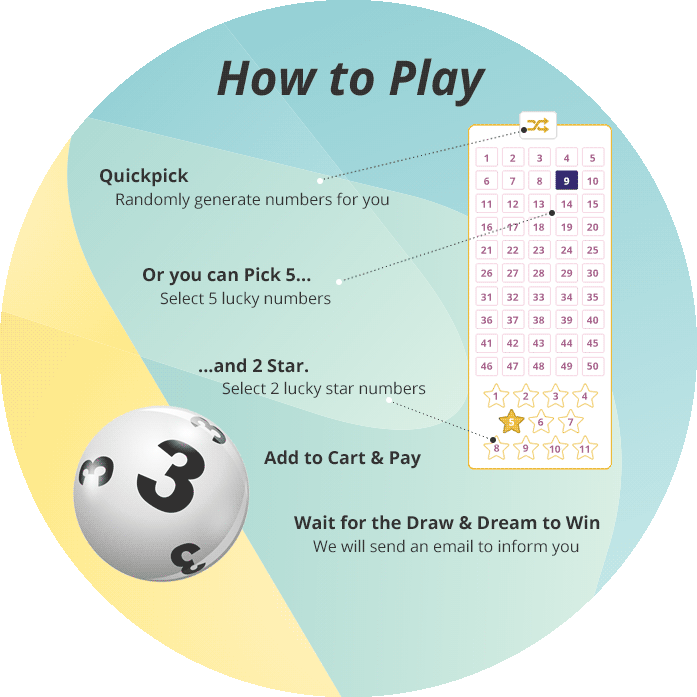 How to Play
Quickpick
Randomly generate numbers for you
Or you can Pick 5...
Select 5 lucky numbers
...and 2 Star.
Select 2 lucky star numbers
Add to Cart & Pay
Wait for the Draw & Dream to Win
We will send an email to inform you
1 2 3 4 5
6 7 8 9 10
11 12 13 14 15
16 17 18 19 20
21 22 23 24 25
26 27 28 29 30
31 32 33 34 35
36 37 38 39 40
41 42 43 44 45
46 47 48 49 50
1 2 3 4
5 6 7
8 9 10 11
3
3
3
3